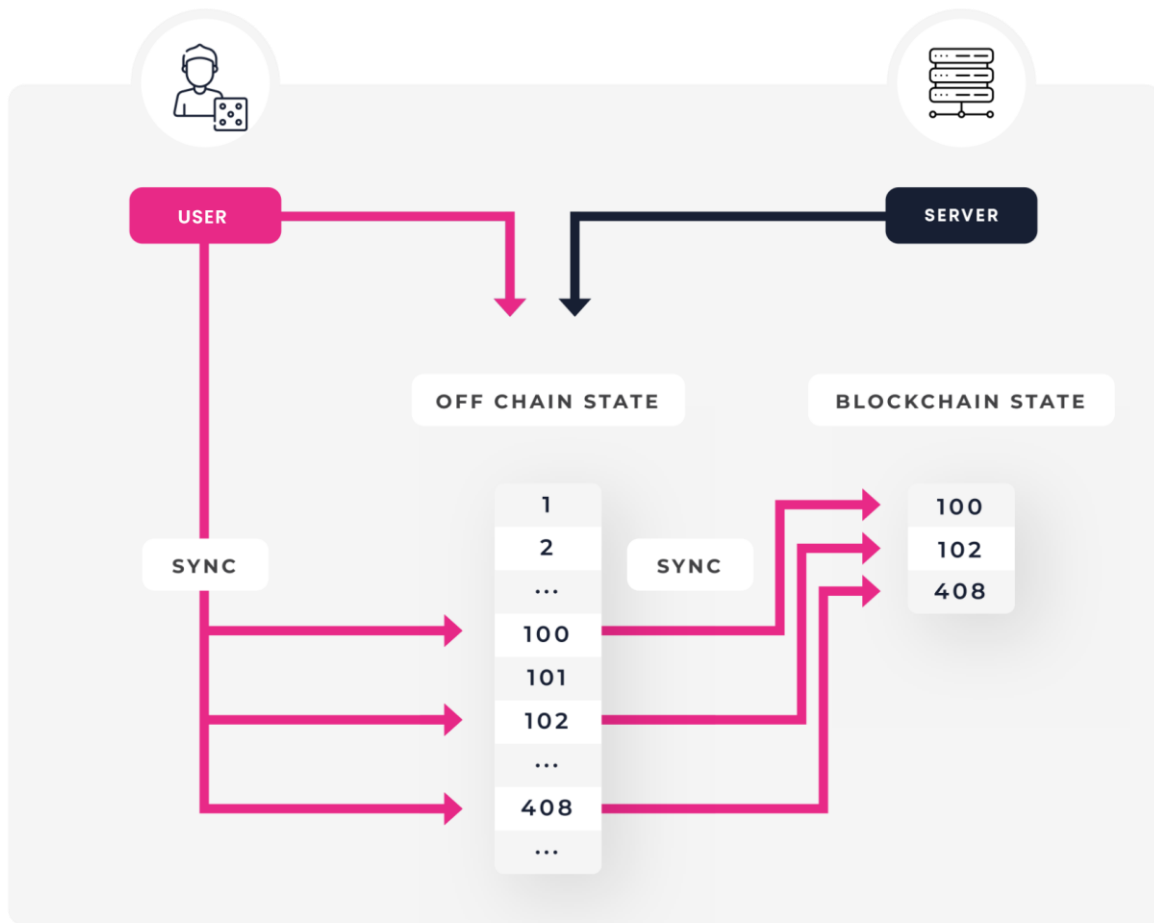 USER
SERVER
OFF CHAIN STATE
BLOCKCHAIN STATE
SYNC
1
2
...
100
101
102
...
408
...
SYNC
100
102
408